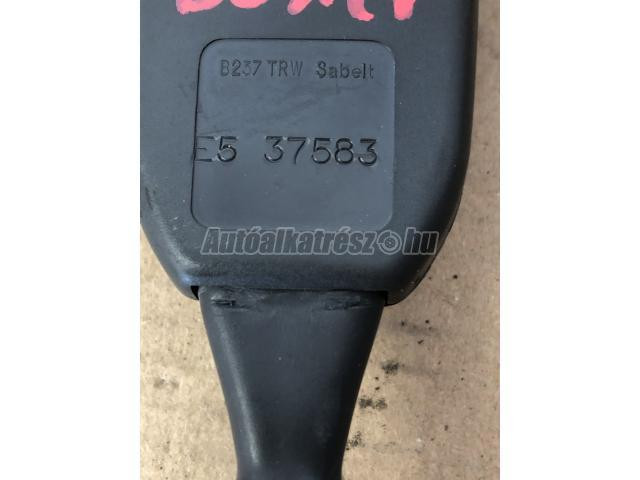 B237 TRW Sabelt
E5 37583
Autóalkatrész.hu